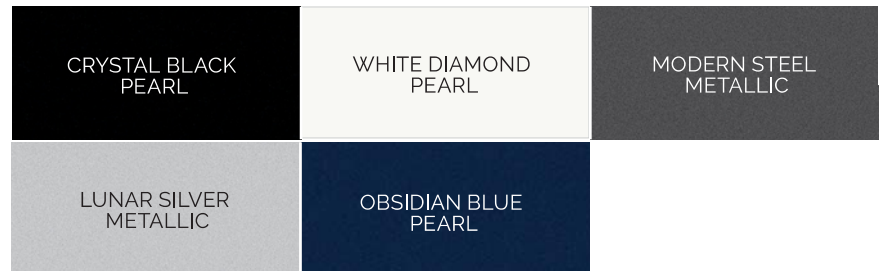 CRYSTAL BLACK
PEARL
WHITE DIAMOND
PEARL
MODERN STEEL
METALLIC
LUNAR SILVER
METALLIC
OBSIDIAN BLUE
PEARL